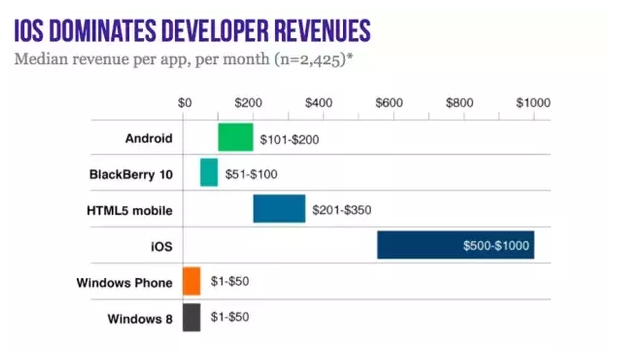 IOS DOMINATES DEVELOPER REVENUES
Median revenue per app, per month (n=2,425)*
$0 $200 $400 $600 $800 $1000
Android $101-$200
BlackBerry 10 $51-$100
HTML5 mobile $201-$350
iOS $500-$1000
Windows Phone $1-$50
Windows 8 $1-$50